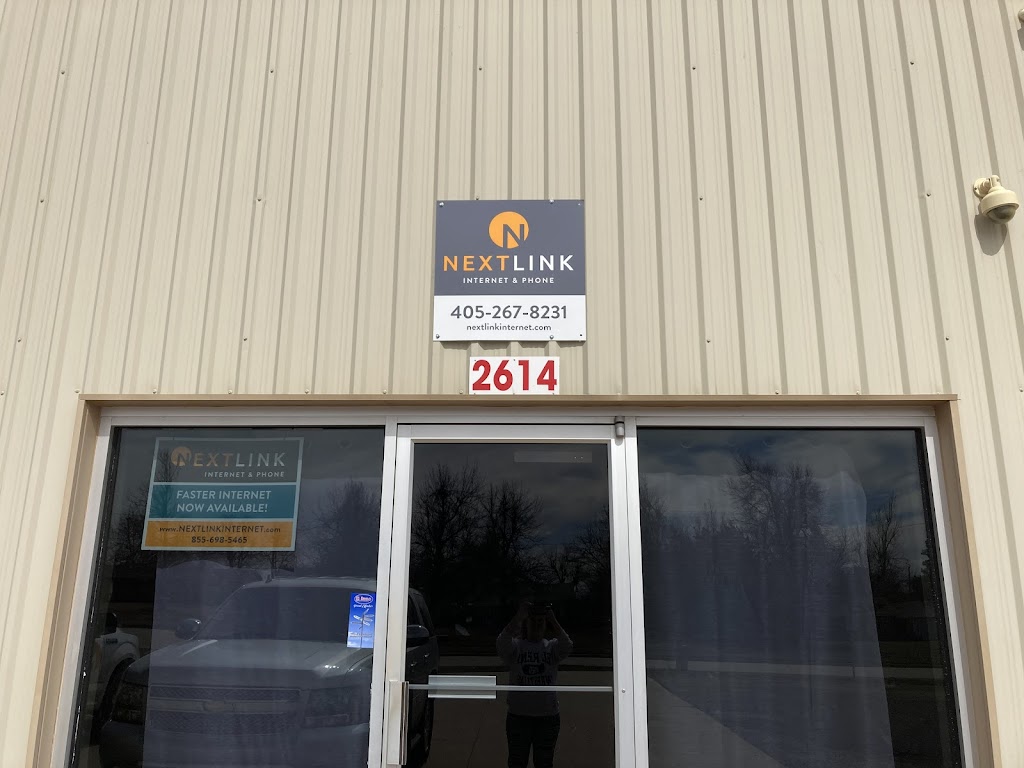 N
NEXTLINK
INTERNET & PHONE
405-267-8231
nextlinkinternet.com
2614
NEXTLINK
INTERNET & PHONE
FASTER INTERNET
NOW AVAILABLE!
www.NEXTLINKINTERNET.com
855-698-5465